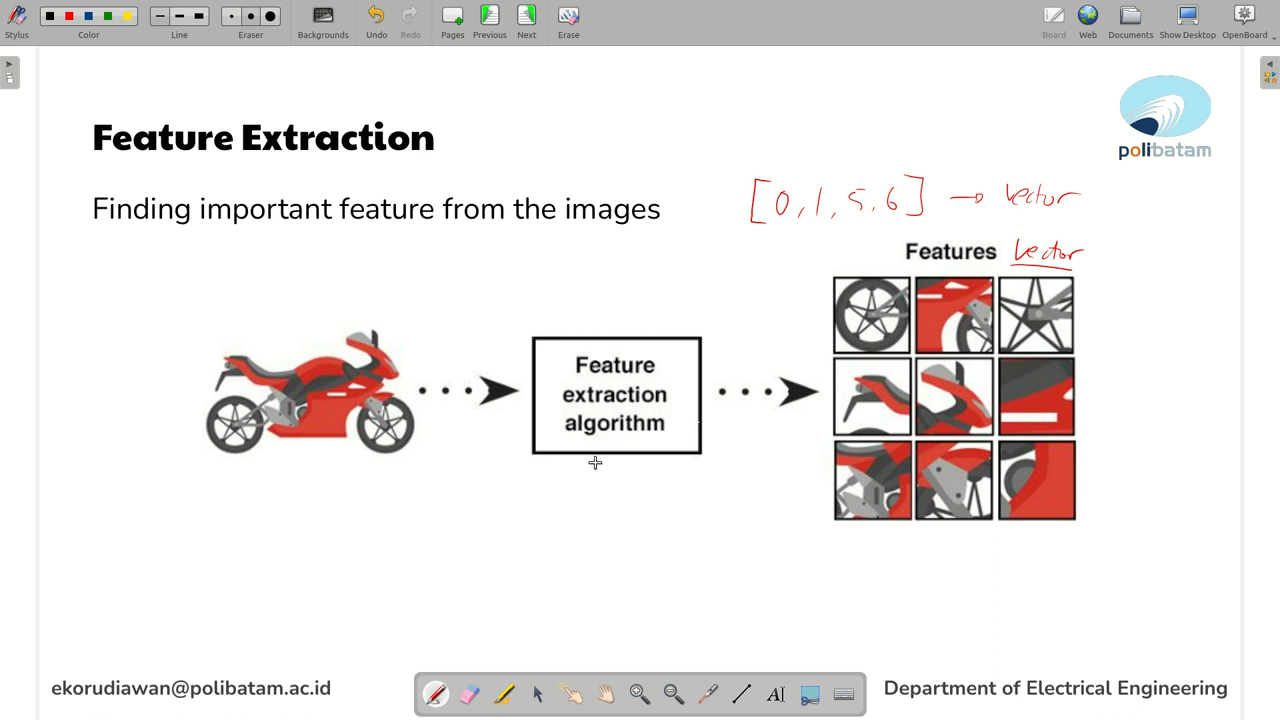 Stylus
Color
Line
Eraser
Backgrounds
Undo
Redo
Pages
Previous
Next
Erase
Board
Web
Documents
Show Desktop
OpenBoard
Feature Extraction
polibatam
Finding important feature from the images
[0,1,5,6] → vector
Features vector
Feature
extraction
algorithm
ekorudiawan@polibatam.ac.id
AI
Department of Electrical Engineering